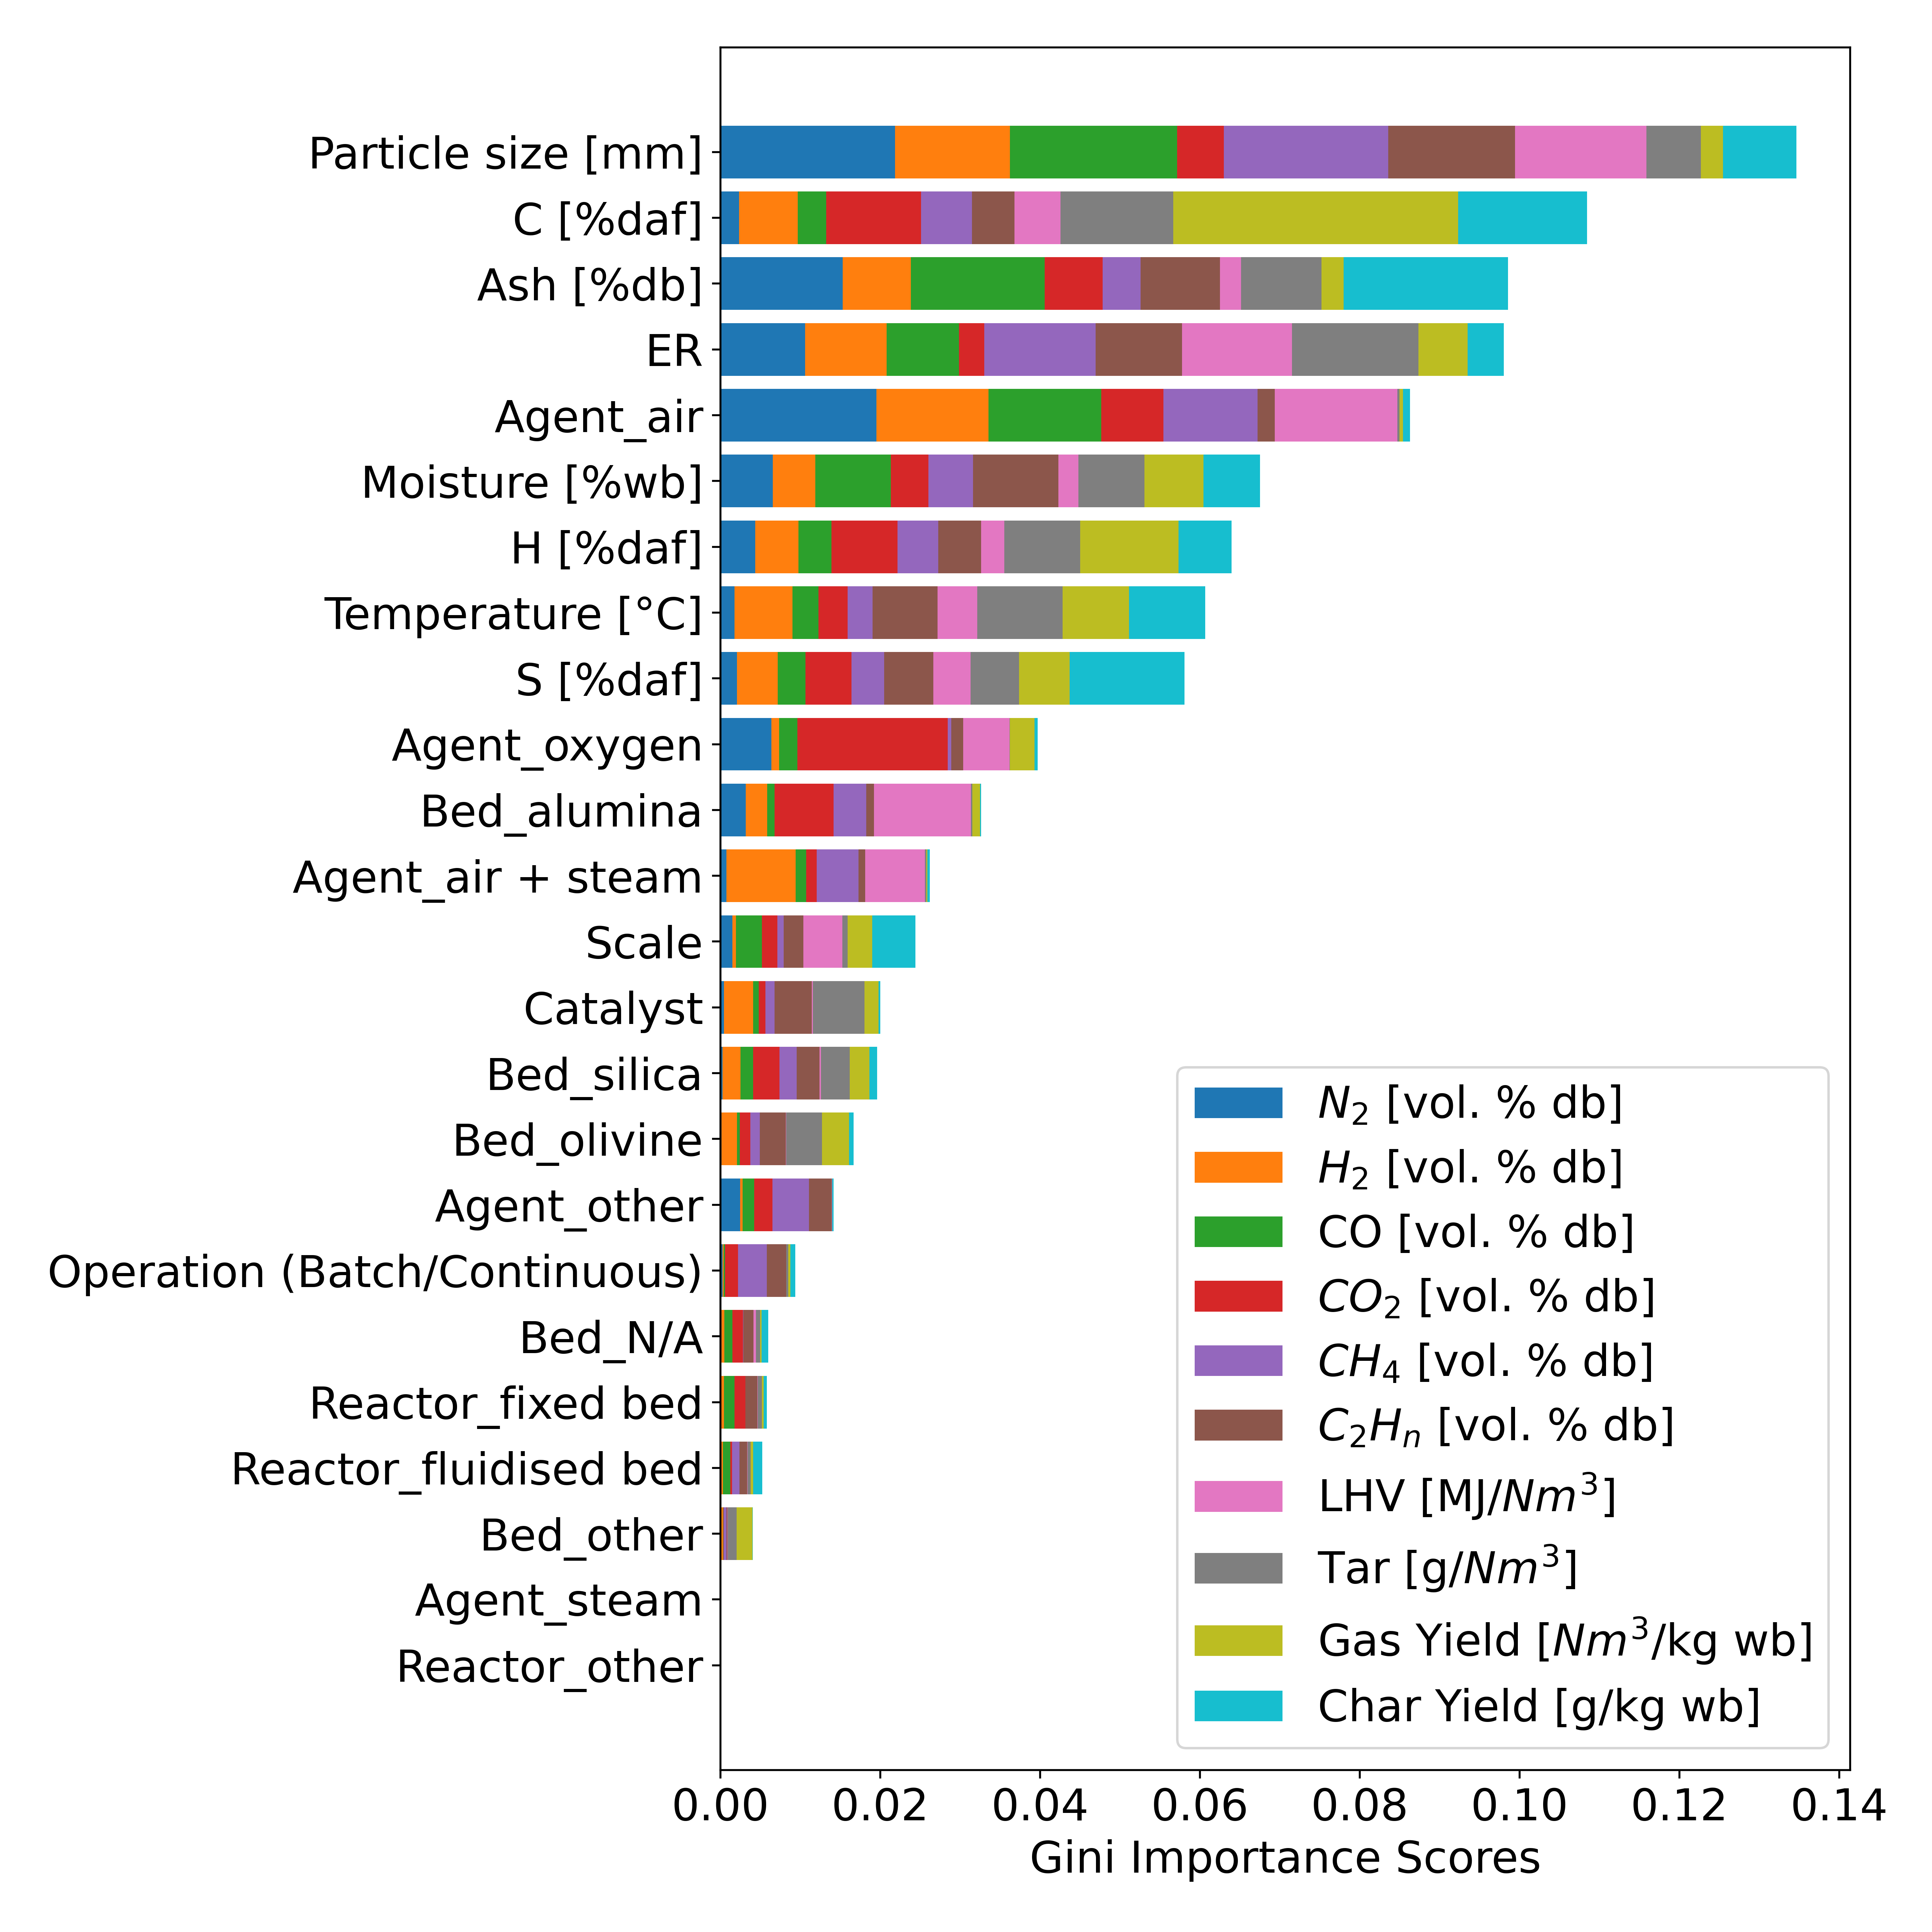 Particle size [mm]
C [%daf]
Ash [%db]
ER
Agent_air
Moisture [%wb]
H [%daf]
Temperature [°C]
S [%daf]
Agent_oxygen
Bed_alumina
Agent_air + steam
Scale
Catalyst
Bed_silica
Bed_olivine
Agent_other
Operation (Batch/Continuous)
Bed_N/A
Reactor_fixed bed
Reactor_fluidised bed
Bed_other
Agent_steam
Reactor_other
N₂ [vol. % db]
H₂ [vol. % db]
CO [vol. % db]
CO₂ [vol. % db]
CH₄ [vol. % db]
C₂Hₙ [vol. % db]
LHV [MJ/Nm³]
Tar [g/Nm³]
Gas Yield [Nm³/kg wb]
Char Yield [g/kg wb]
0.00 0.02 0.04 0.06 0.08 0.10 0.12 0.14
Gini Importance Scores